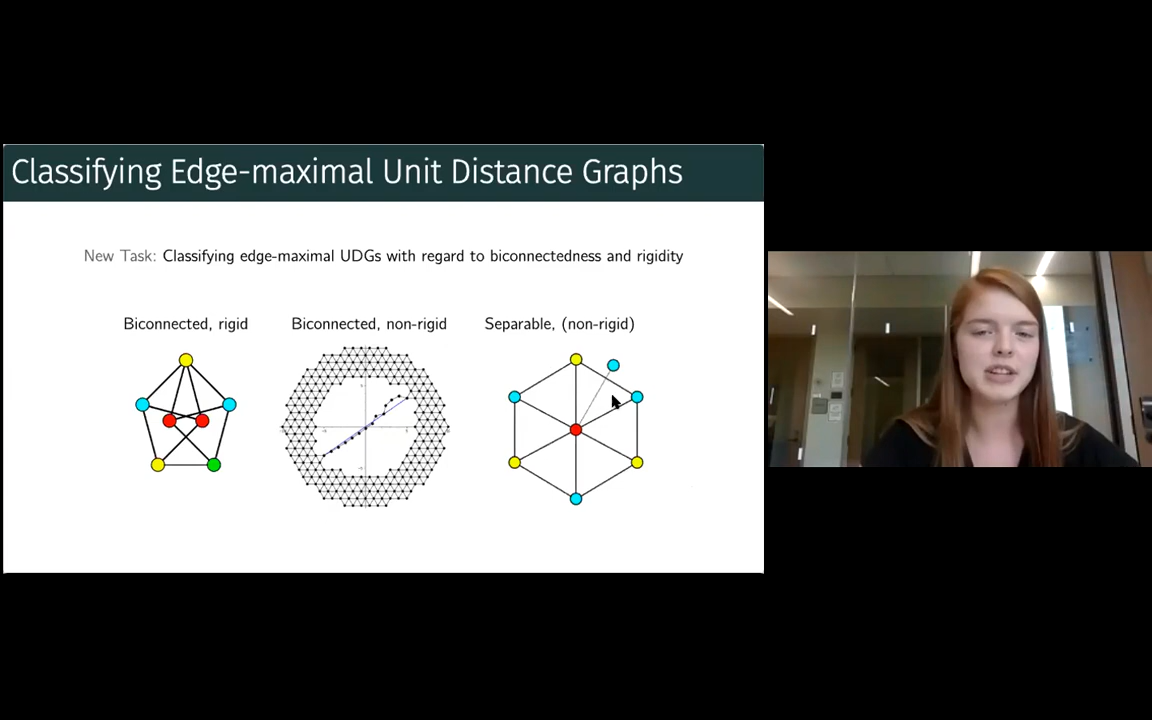 Classifying Edge-maximal Unit Distance Graphs
New Task: Classifying edge-maximal UDGs with regard to biconnectedness and rigidity
Biconnected, rigid
Biconnected, non-rigid
Separable, (non-rigid)